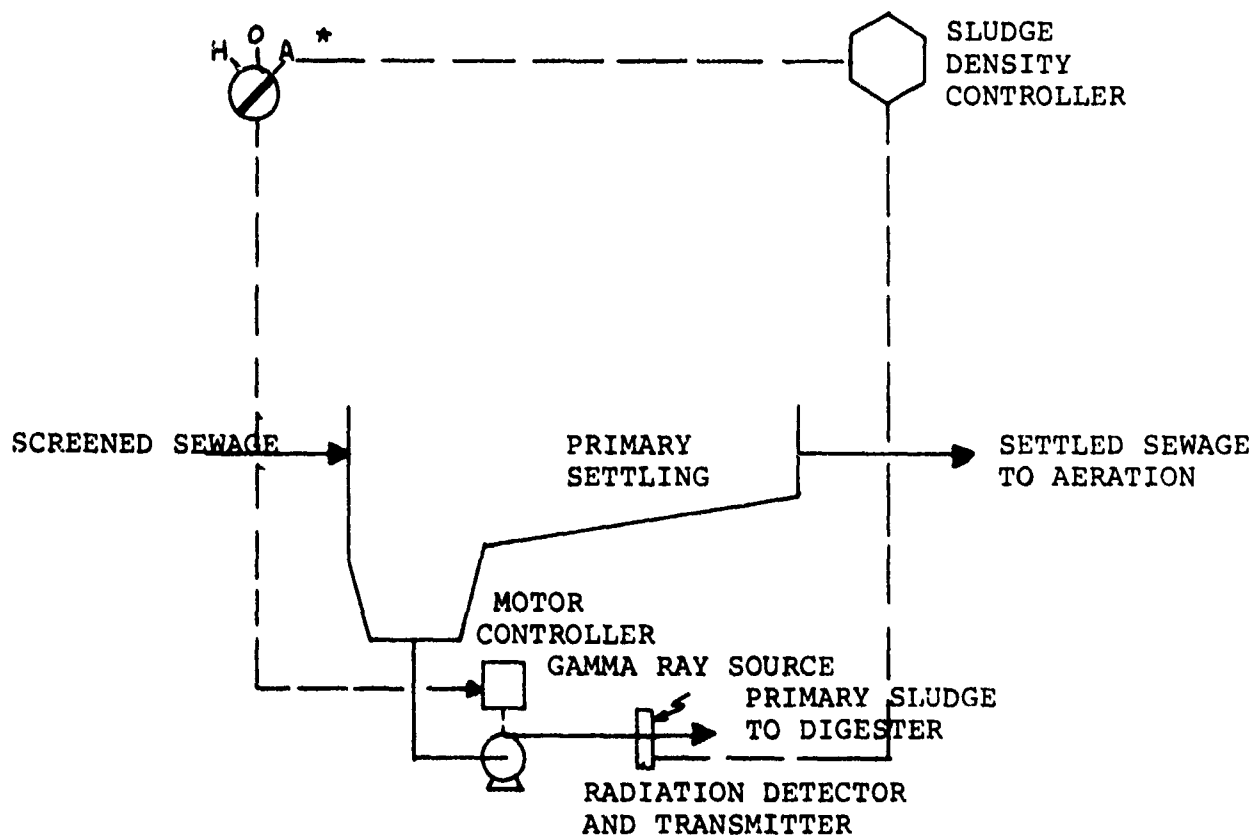 H O A *
SLUDGE
DENSITY
CONTROLLER
SCREENED SEWAGE
PRIMARY
SETTLING
SETTLED SEWAGE
TO AERATION
MOTOR
CONTROLLER
GAMMA RAY SOURCE
PRIMARY SLUDGE
TO DIGESTER
RADIATION DETECTOR
AND TRANSMITTER